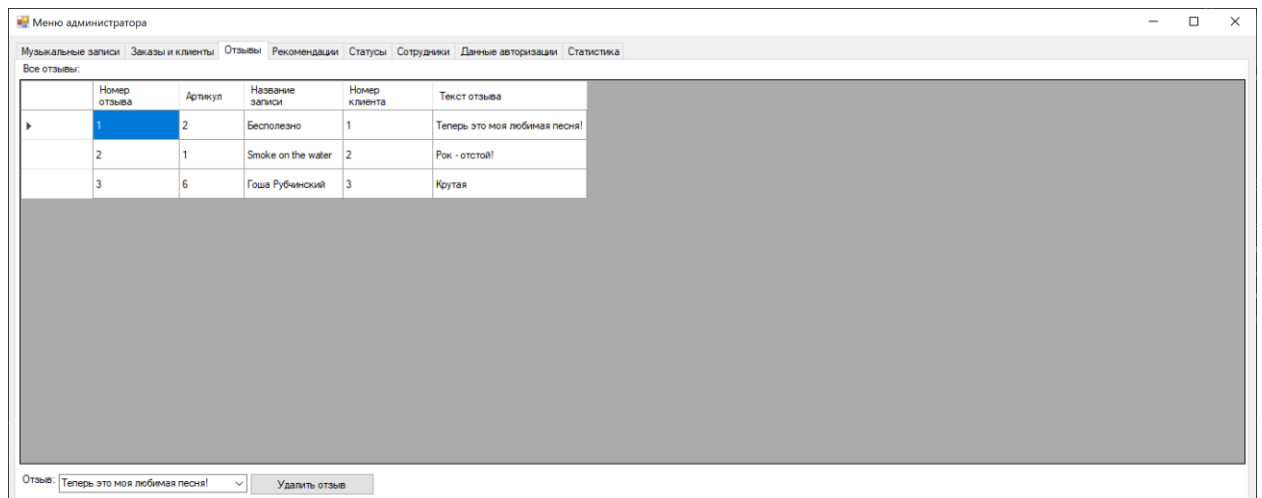 Меню администратора
Музыкальные записи Заказы и клиенты Отзывы Рекомендации Статусы Сотрудники Данные авторизации Статистика
Все отзывы:
Номер отзыва Артикул Название записи Номер клиента Текст отзыва
1 2 Бесполезно 1 Теперь это моя любимая песня!
2 1 Smoke on the water 2 Рок - отстой!
3 6 Гоша Рубчинский 3 Крутая
Отзыв: Теперь это моя любимая песня! Удалить отзыв